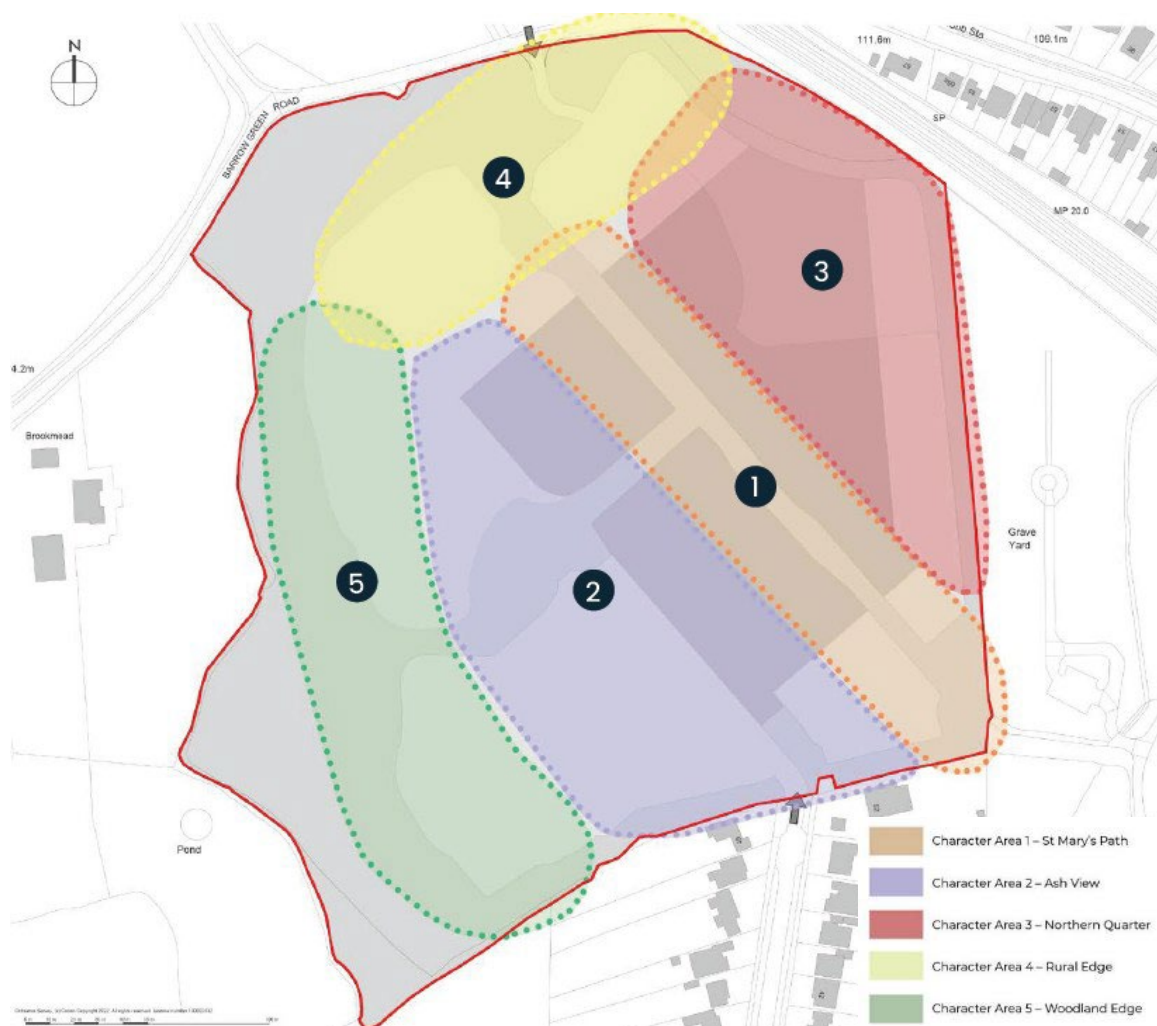 N
BARROW GREEN ROAD
111.6m
109.1m
SP
MP 20.0
4
3
4.2m
Brookmead
1
Grave
Yard
5
2
Pond
Character Area 1 – St Mary's Path
Character Area 2 – Ash View
Character Area 3 – Northern Quarter
Character Area 4 – Rural Edge
Character Area 5 – Woodland Edge